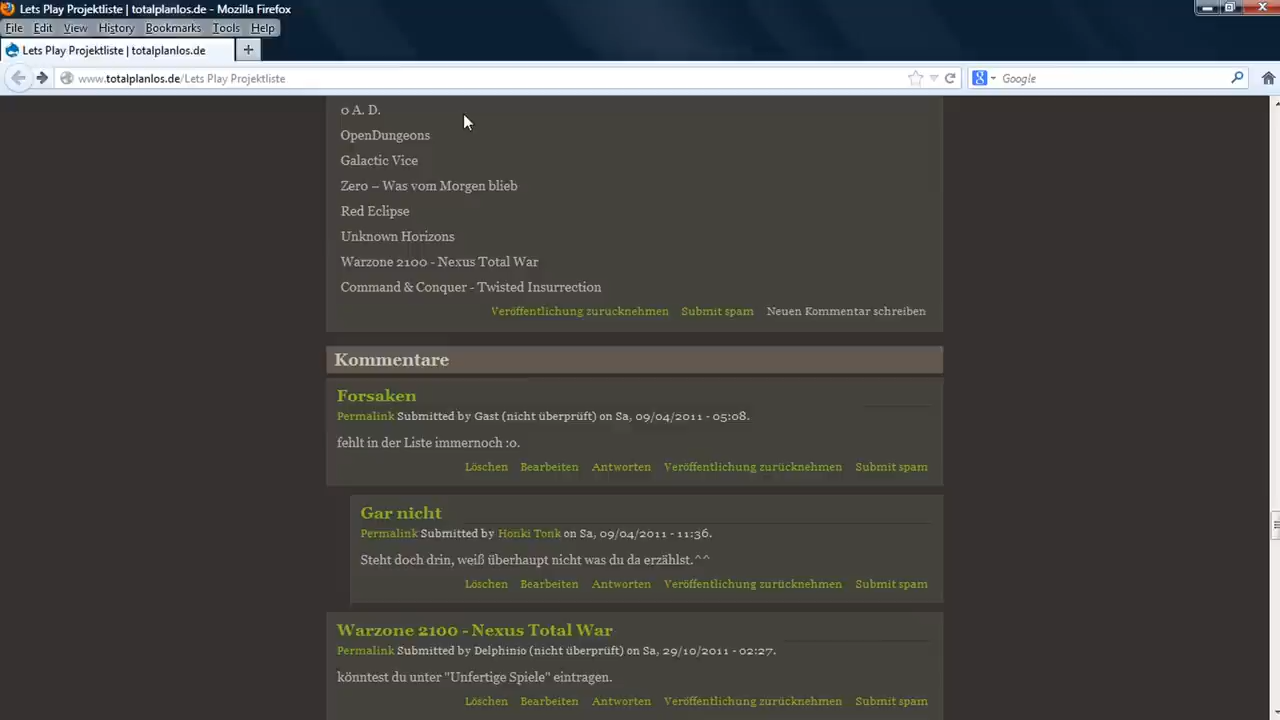 Lets Play Projektliste | totalplanlos.de - Mozilla Firefox
File Edit View History Bookmarks Tools Help
Lets Play Projektliste | totalplanlos.de
www.totalplanlos.de/Lets Play Projektliste
Google
0 A. D.
OpenDungeons
Galactic Vice
Zero – Was vom Morgen blieb
Red Eclipse
Unknown Horizons
Warzone 2100 - Nexus Total War
Command & Conquer - Twisted Insurrection
Veröffentlichung zurücknehmen Submit spam Neuen Kommentar schreiben
Kommentare
Forsaken
Permalink Submitted by Gast (nicht überprüft) on Sa, 09/04/2011 - 05:08.
fehlt in der Liste immernoch :o.
Löschen Bearbeiten Antworten Veröffentlichung zurücknehmen Submit spam
Gar nicht
Permalink Submitted by Honki Tonk on Sa, 09/04/2011 - 11:36.
Steht doch drin, weiß überhaupt nicht was du da erzählst.^^
Löschen Bearbeiten Antworten Veröffentlichung zurücknehmen Submit spam
Warzone 2100 - Nexus Total War
Permalink Submitted by Delphinio (nicht überprüft) on Sa, 29/10/2011 - 02:27.
könntest du unter "Unfertige Spiele" eintragen.
Löschen Bearbeiten Antworten Veröffentlichung zurücknehmen Submit spam